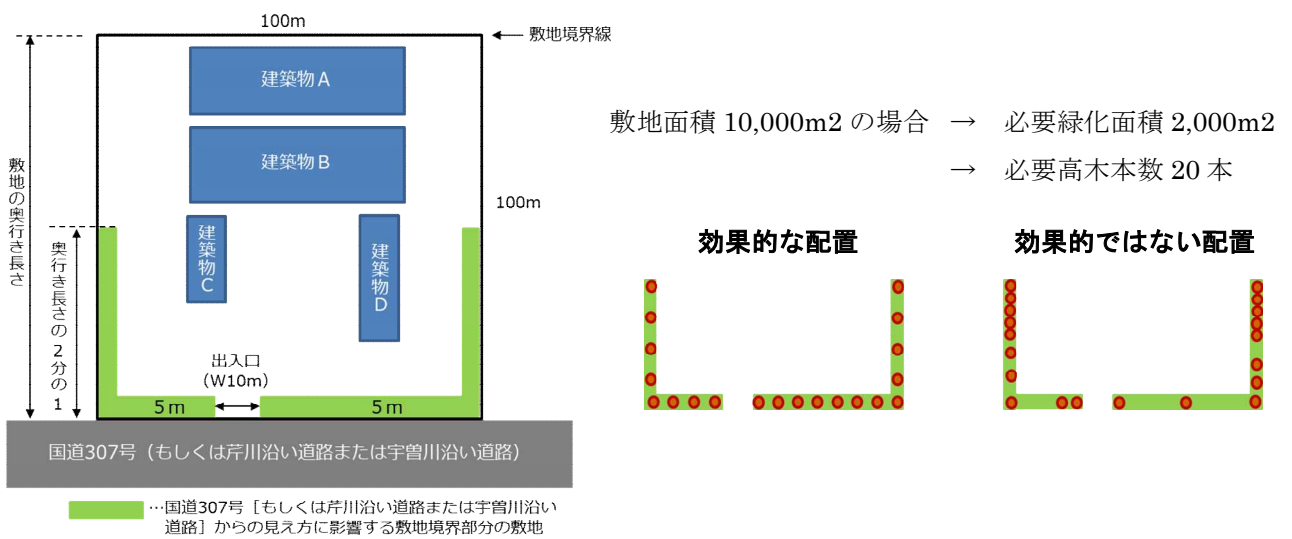 100m
敷地境界線
建築物A
建築物B
敷地の奥行き長さ
100m
建築物C
建築物D
奥行き長さの2分の1
出入口
（W10m）
5m
5m
国道307号（もしくは芹川沿い道路または宇曽川沿い道路）
…国道307号［もしくは芹川沿い道路または宇曽川沿い
道路］からの見え方に影響する敷地境界部分の敷地
敷地面積 10,000m2 の場合 → 必要緑化面積 2,000m2
→ 必要高木本数 20 本
効果的な配置
効果的ではない配置